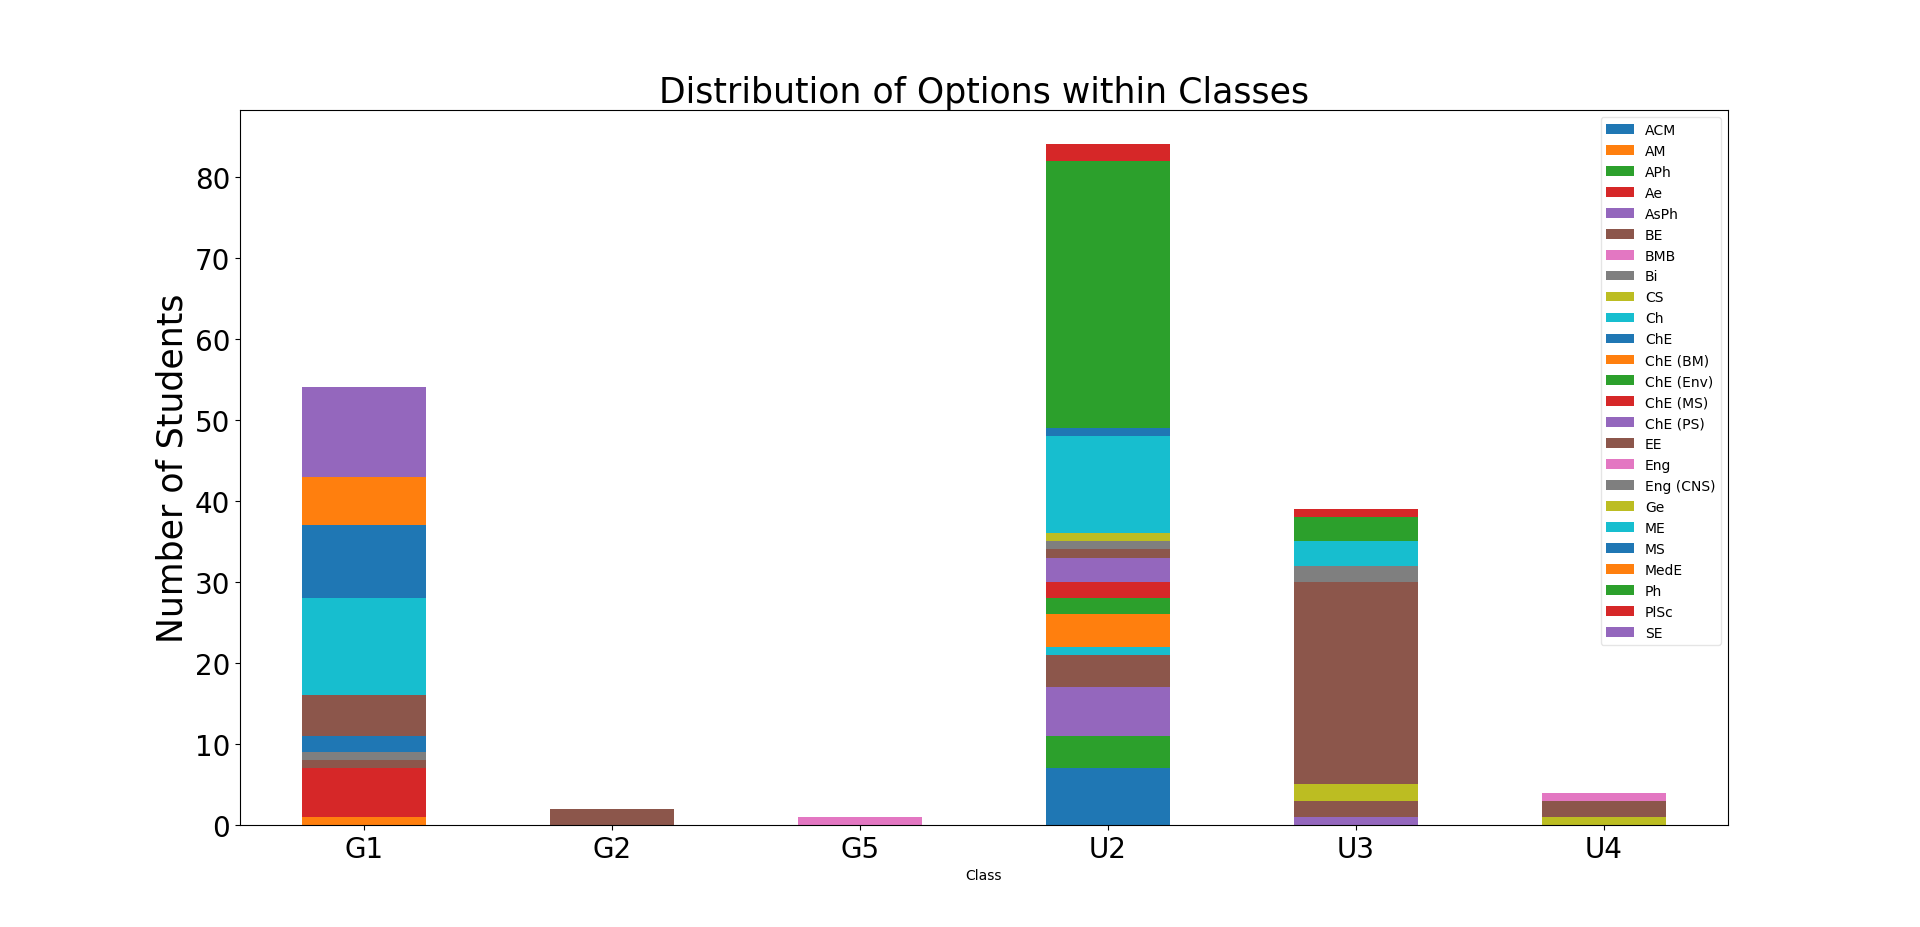 Distribution of Options within Classes
Number of Students
80
70
60
50
40
30
20
10
0
G1 G2 G5 U2 U3 U4
Class
ACM
AM
APh
Ae
AsPh
BE
BMB
Bi
CS
Ch
ChE
ChE (BM)
ChE (Env)
ChE (MS)
ChE (PS)
EE
Eng
Eng (CNS)
Ge
ME
MS
MedE
Ph
PlSc
SE